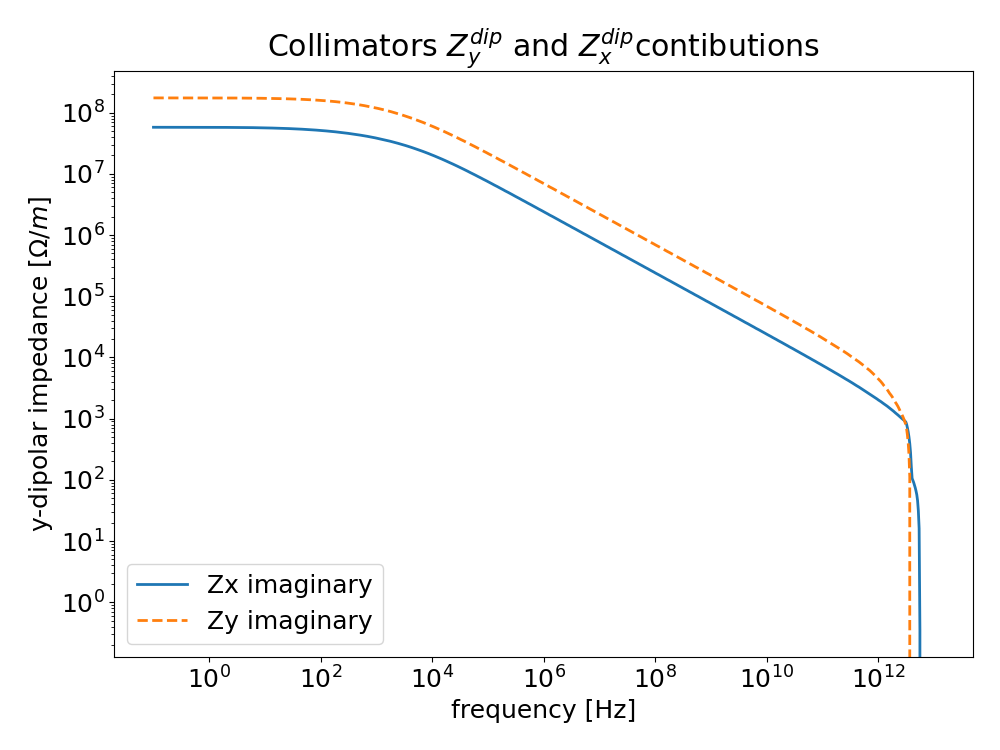 Collimators $Z_y^{dip}$ and $Z_x^{dip}$contibutions
y-dipolar impedance [Ω/m]
10^8
10^7
10^6
10^5
10^4
10^3
10^2
10^1
10^0
Zx imaginary
Zy imaginary
10^0 10^2 10^4 10^6 10^8 10^10 10^12
frequency [Hz]